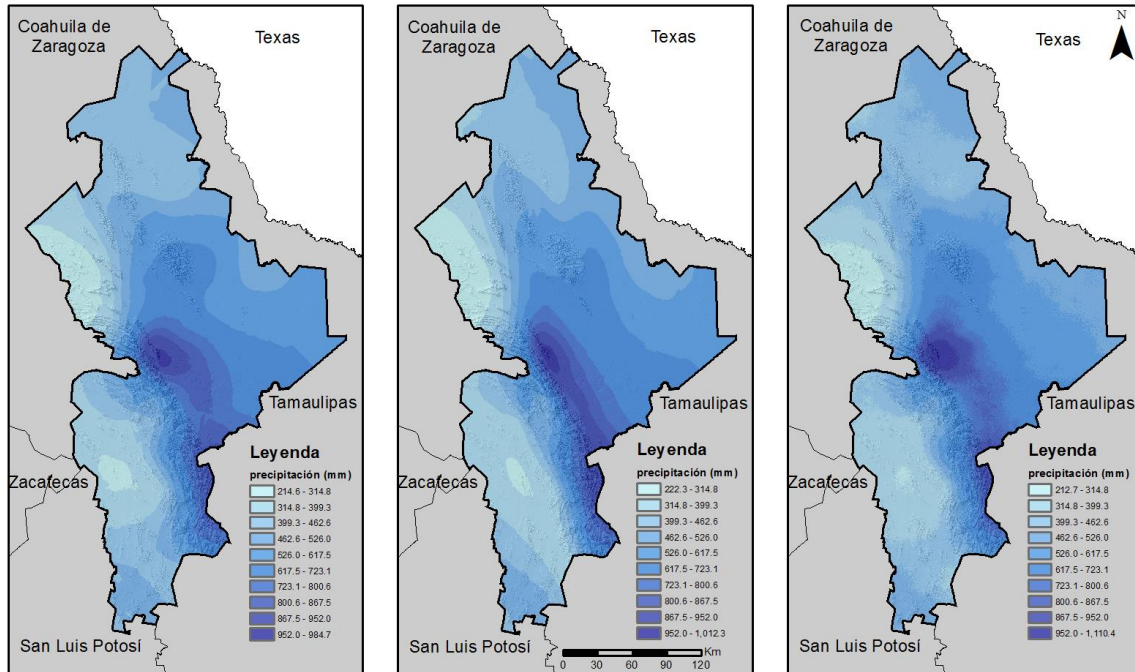 Coahuila de
Zaragoza
Texas
Tamaulipas
Zacatecas
San Luis Potosí
Leyenda
precipitación (mm)
214.6 - 314.8
314.8 - 399.3
399.3 - 462.6
462.6 - 526.0
526.0 - 617.5
617.5 - 723.1
723.1 - 800.6
800.6 - 867.5
867.5 - 952.0
952.0 - 984.7
Coahuila de
Zaragoza
Texas
Tamaulipas
Zacatecas
San Luis Potosí
Leyenda
precipitación (mm)
222.3 - 314.8
314.8 - 399.3
399.3 - 462.6
462.6 - 526.0
526.0 - 617.5
617.5 - 723.1
723.1 - 800.6
800.6 - 867.5
867.5 - 952.0
952.0 - 1,012.3
Km
0 30 60 90 120
Coahuila de
Zaragoza
Texas
N
Tamaulipas
Zacatecas
San Luis Potosí
Leyenda
precipitación (mm)
212.7 - 314.8
314.8 - 399.3
399.3 - 462.6
462.6 - 526.0
526.0 - 617.5
617.5 - 723.1
723.1 - 800.6
800.6 - 867.5
867.5 - 952.0
952.0 - 1,110.4